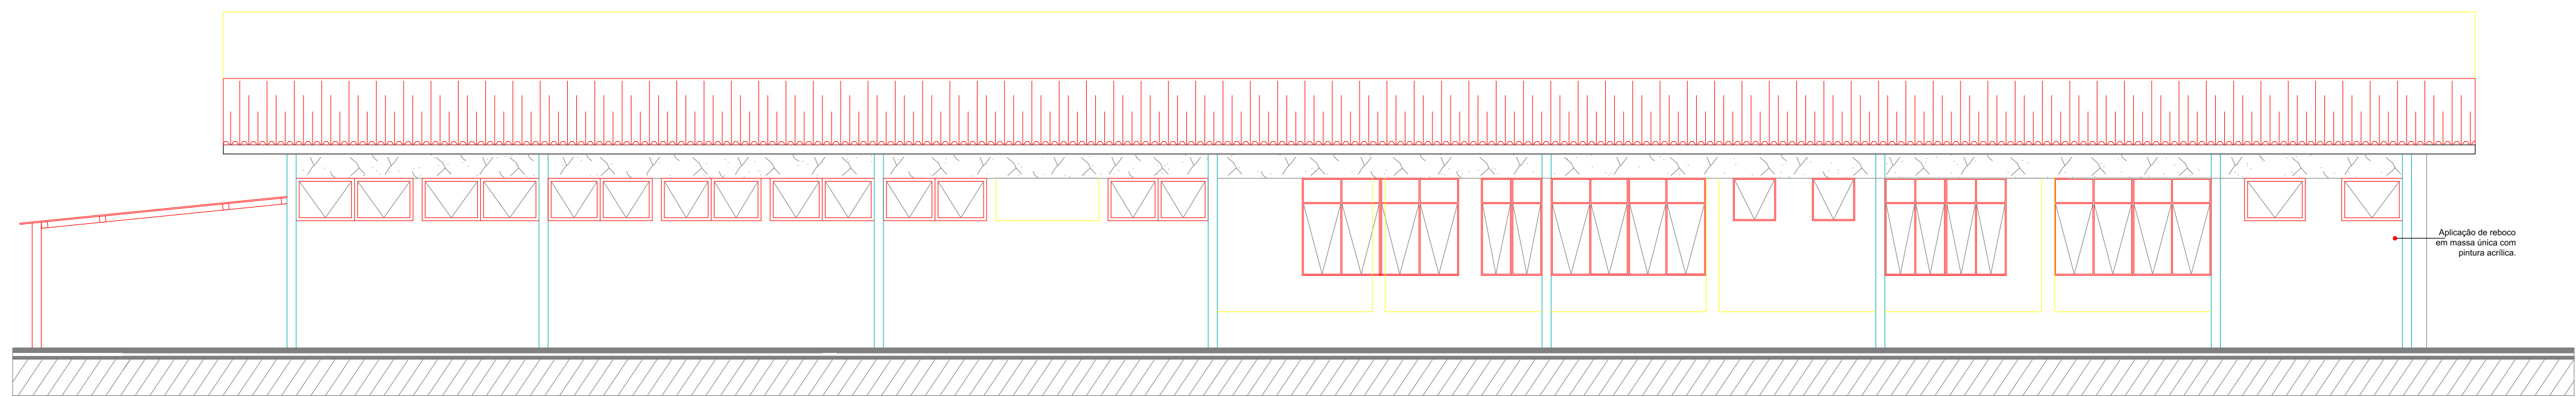 Aplicação de reboco
em massa única com
pintura acrílica.